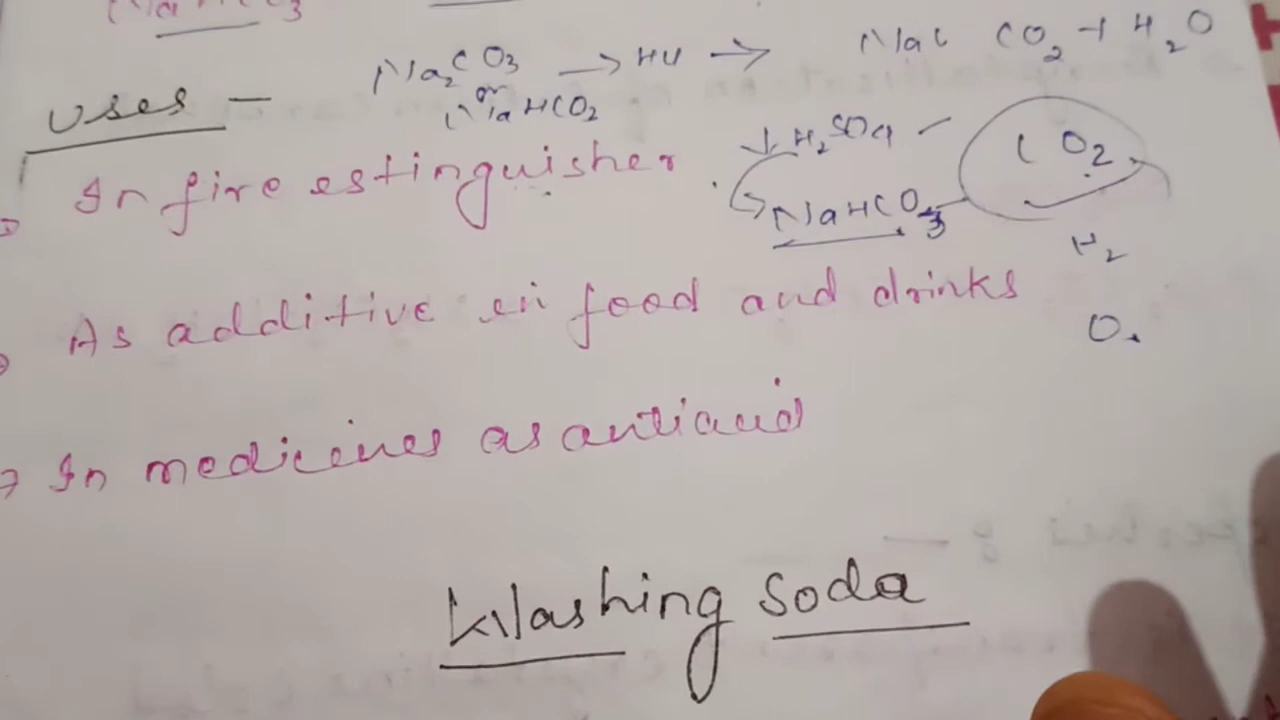 Na₂CO₃ → HCl → NaC CO₂ + H₂O
or
NaHCO₂
Uses -
↓ H₂SO₄
In fire estinguisher
NaHCO₃
CO₂
H₂
As additive in food and drinks
O.
In medicines as antiacid
Washing Soda